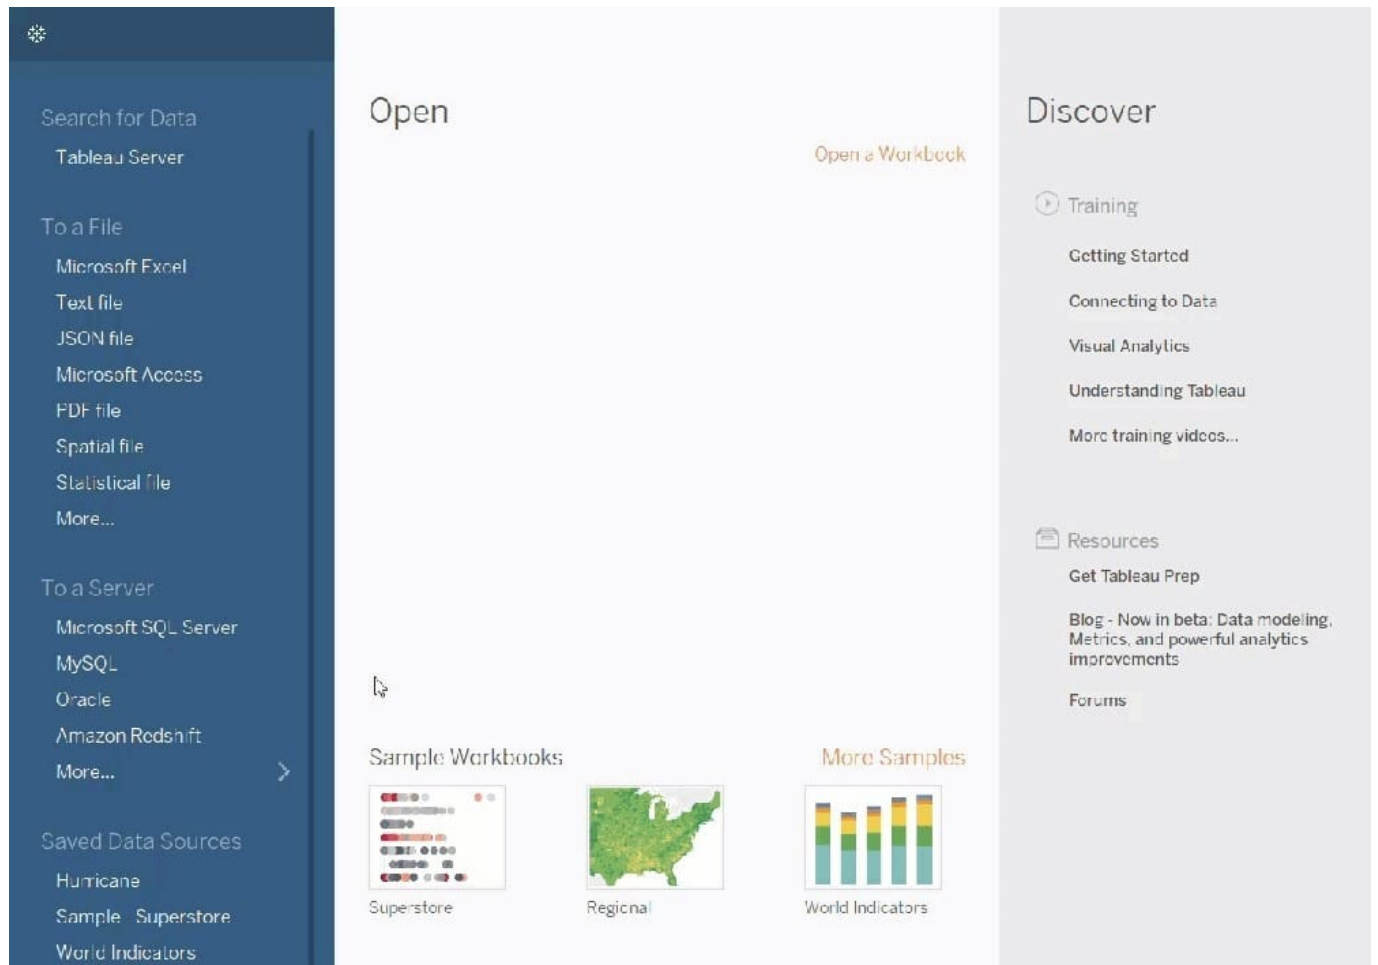 Search for Data
Tableau Server
To a File
Microsoft Excel
Text file
JSON file
Microsoft Access
PDF file
Spatial file
Statistical file
More...
To a Server
Microsoft SQL Server
MySQL
Oracle
Amazon Redshift
More...
Saved Data Sources
Hurricane
Sample Superstore
World Indicators
Open
Open a Workbook
Sample Workbooks
More Samples
Superstore
Regional
World Indicators
Discover
Training
Getting Started
Connecting to Data
Visual Analytics
Understanding Tableau
More training videos...
Resources
Get Tableau Prep
Blog - Now in beta: Data modeling,
Metrics, and powerful analytics
improvements
Forums